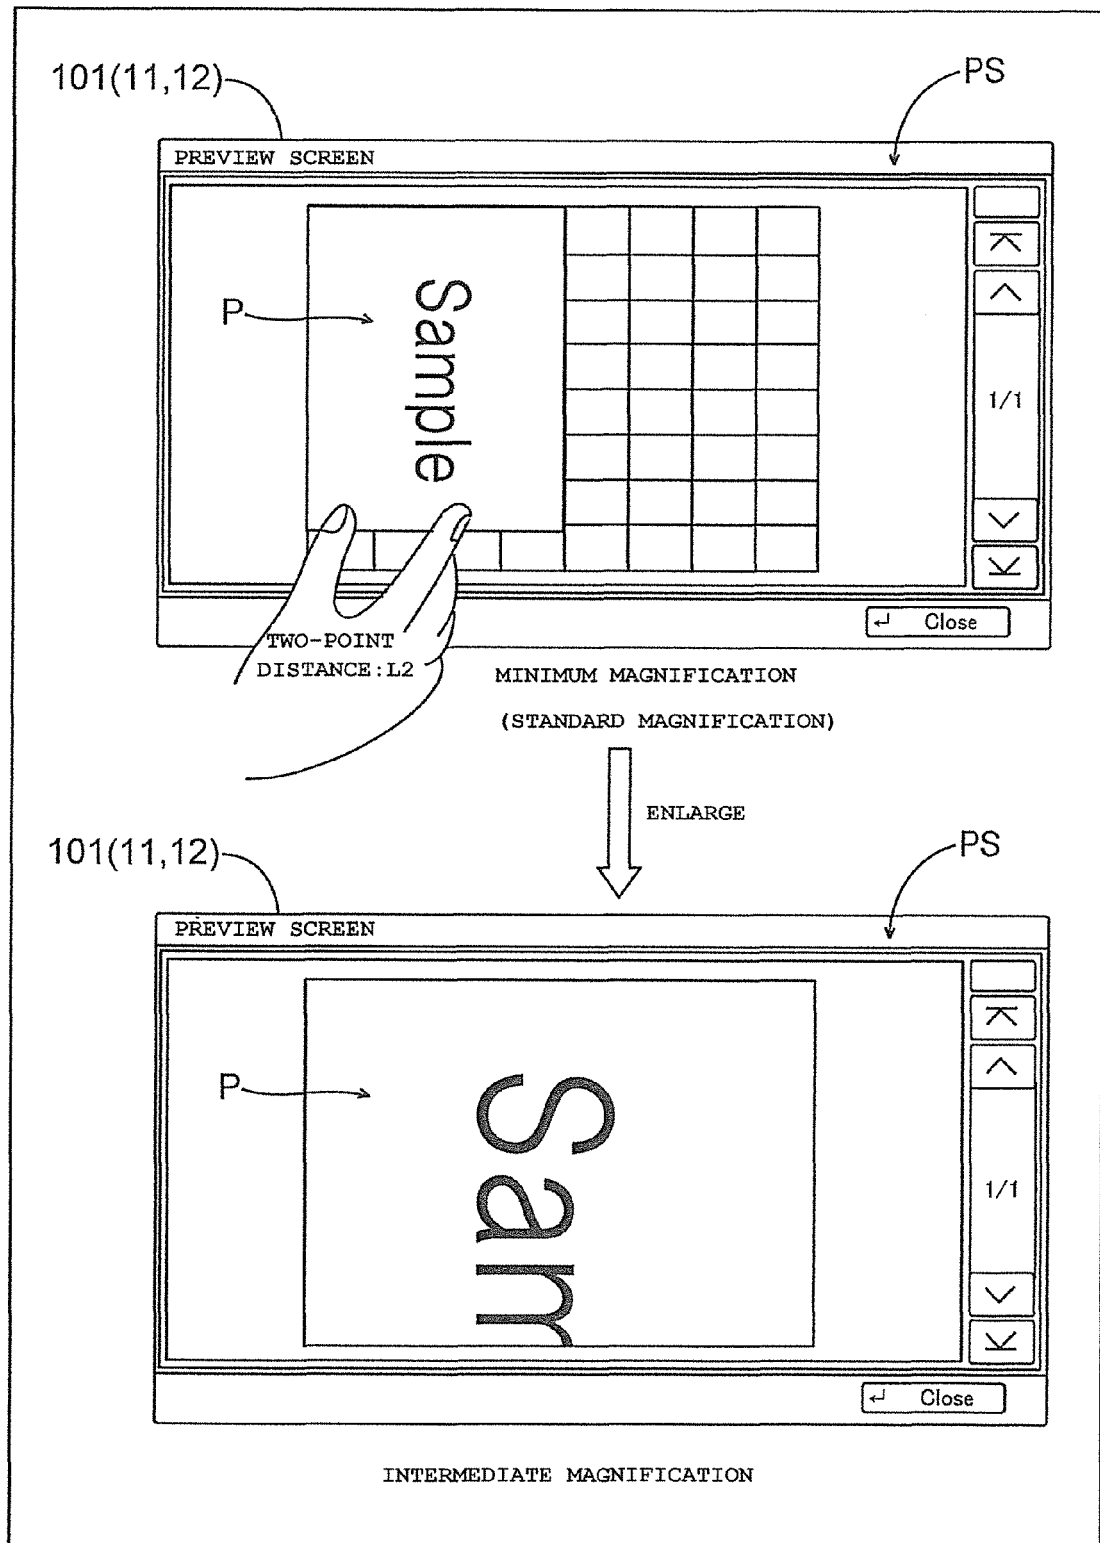 101(11,12)
PS
PREVIEW SCREEN
P
Sample
1/1
Close
TWO-POINT
DISTANCE:L2
MINIMUM MAGNIFICATION
(STANDARD MAGNIFICATION)
ENLARGE
101(11,12)
PS
PREVIEW SCREEN
P
Sam
1/1
Close
INTERMEDIATE MAGNIFICATION